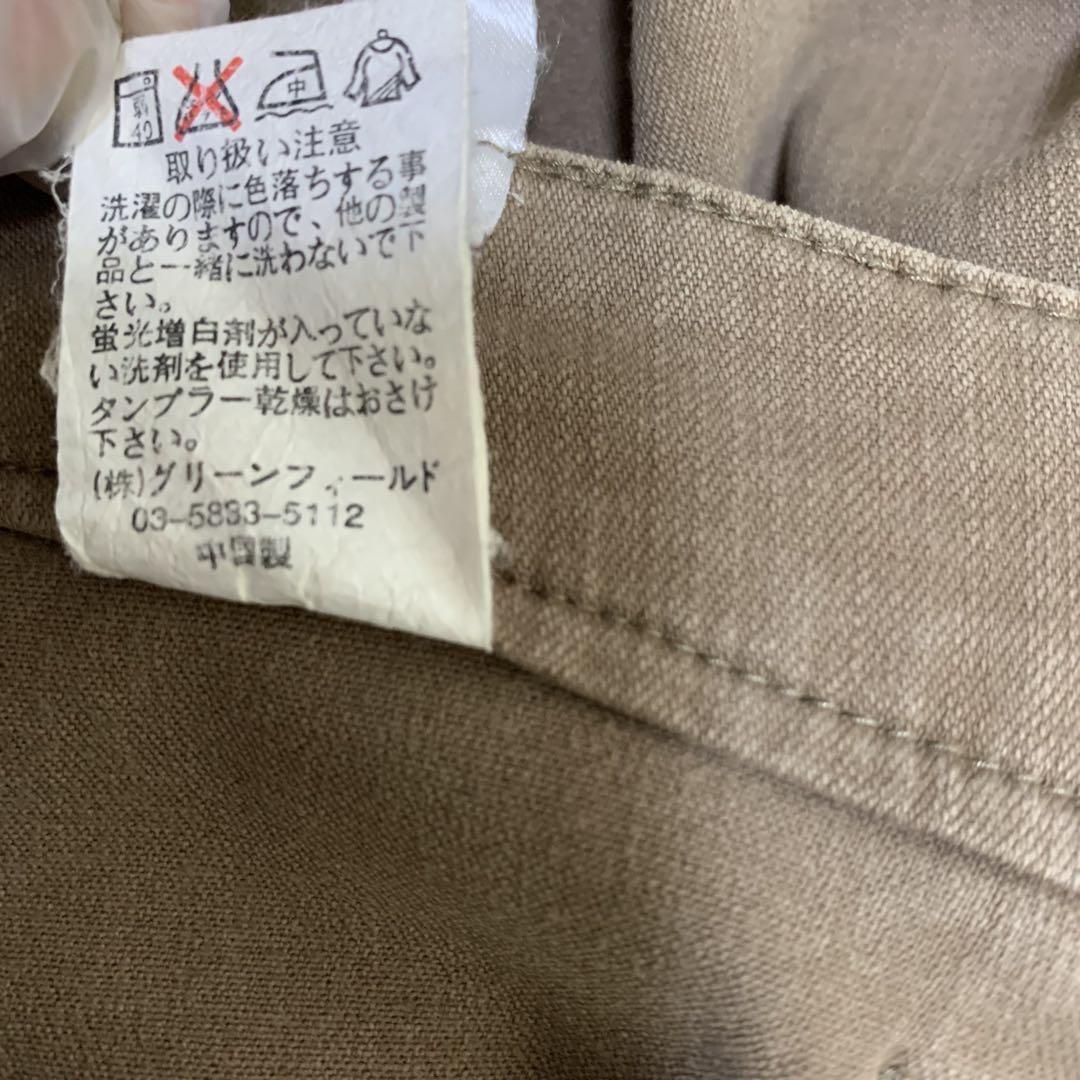 弱
40
中
取り扱い注意
洗濯の際に色落ちする事
がありますので、他の製
品と一緒に洗わないで下
さい。
蛍光増白剤が入っていな
い洗剤を使用して下さい。
タンブラー乾燥はおさけ
下さい。
(株)グリーンフィールド
03-5833-5112
中国製